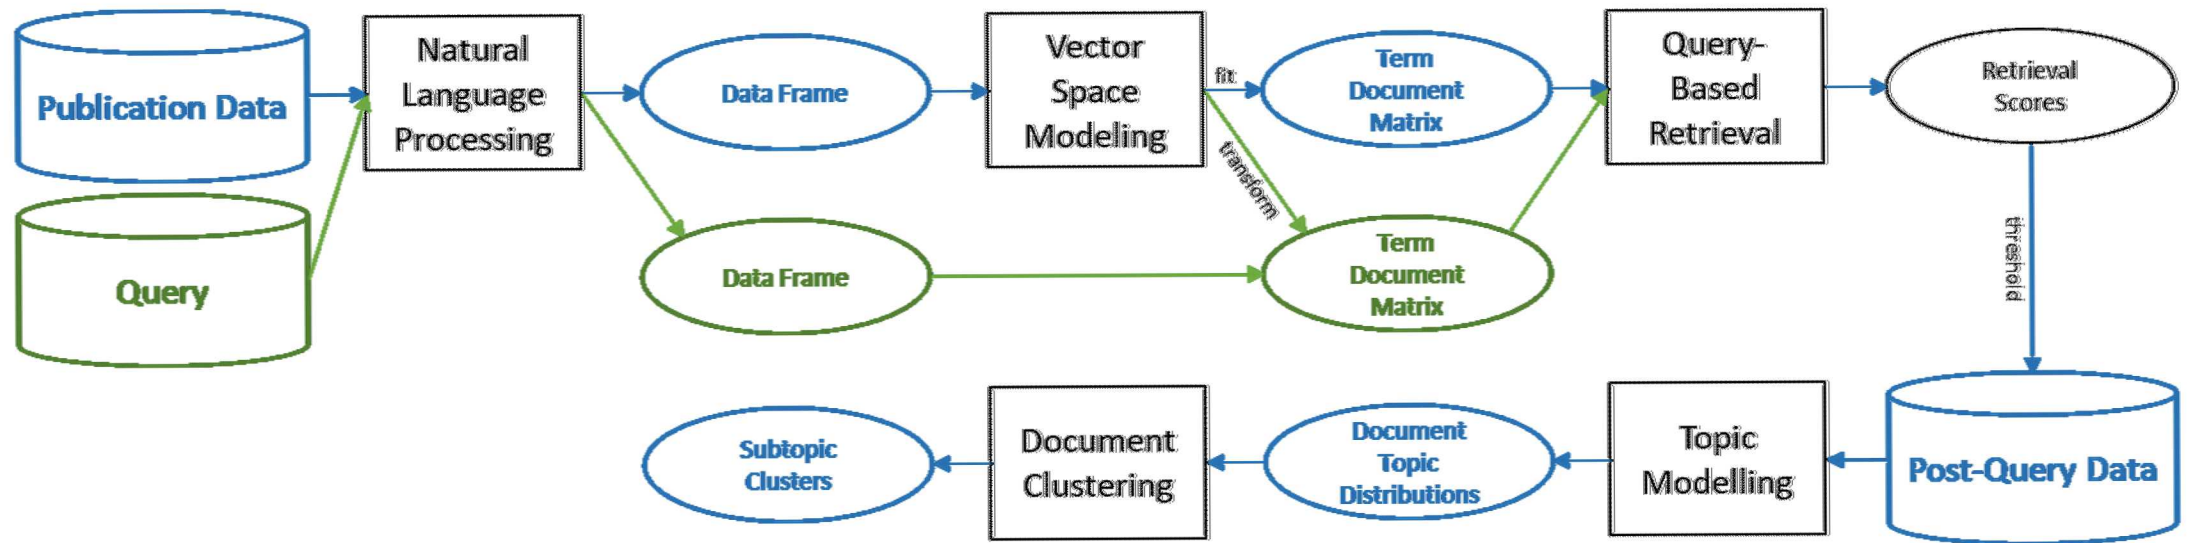 Publication Data
Natural
Language
Processing
Data Frame
Vector
Space
Modeling
fit
Term
Document
Matrix
Query-
Based
Retrieval
Retrieval
Scores
transform
Query
Data Frame
Term
Document
Matrix
threshold
Subtopic
Clusters
Document
Clustering
Document
Topic
Distributions
Topic
Modelling
Post-Query Data